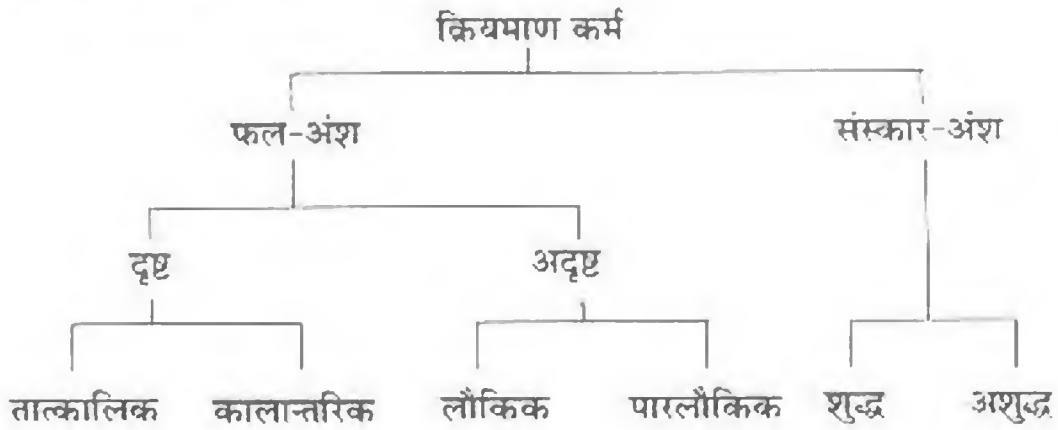 क्रियमाण कर्म
फल-अंश संस्कार-अंश
दृष्ट अदृष्ट
तात्कालिक कालान्तरिक लौकिक पारलौकिक शुद्ध अशुद्ध